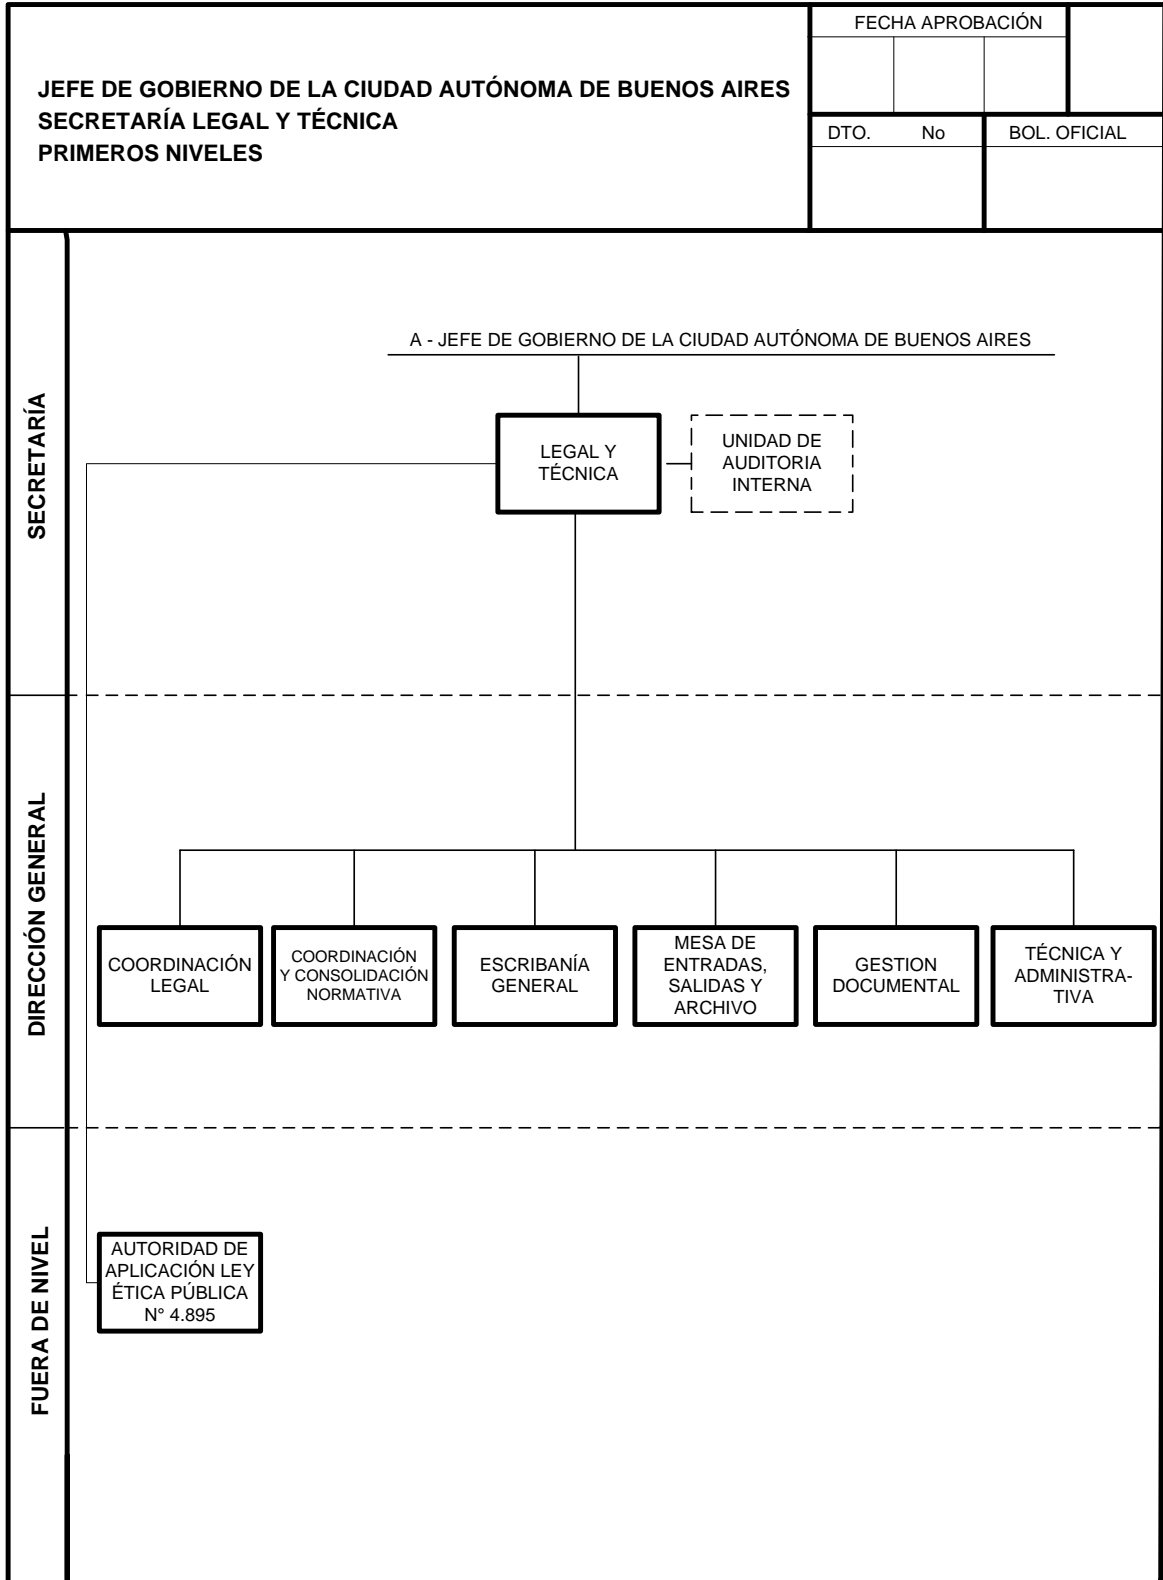 JEFE DE GOBIERNO DE LA CIUDAD AUTÓNOMA DE BUENOS AIRES
SECRETARÍA LEGAL Y TÉCNICA
PRIMEROS NIVELES
FECHA APROBACIÓN
DTO. No
BOL. OFICIAL
SECRETARÍA
A - JEFE DE GOBIERNO DE LA CIUDAD AUTÓNOMA DE BUENOS AIRES
LEGAL Y
TÉCNICA
UNIDAD DE
AUDITORIA
INTERNA
DIRECCIÓN GENERAL
COORDINACIÓN
LEGAL
COORDINACIÓN
Y CONSOLIDACIÓN
NORMATIVA
ESCRIBANÍA
GENERAL
MESA DE
ENTRADAS,
SALIDAS Y
ARCHIVO
GESTION
DOCUMENTAL
TÉCNICA Y
ADMINISTRA-
TIVA
FUERA DE NIVEL
AUTORIDAD DE
APLICACIÓN LEY
ÉTICA PÚBLICA
N° 4.895